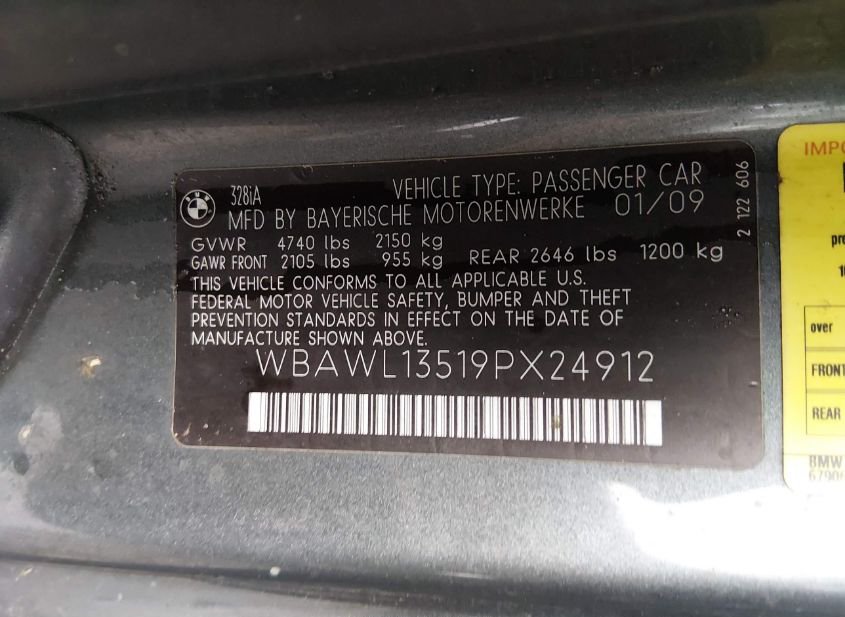 BMW
328iA
VEHICLE TYPE: PASSENGER CAR
MFD BY BAYERISCHE MOTORENWERKE 01/09
GVWR 4740 lbs 2150 kg
GAWR FRONT 2105 lbs 955 kg REAR 2646 lbs 1200 kg
THIS VEHICLE CONFORMS TO ALL APPLICABLE U.S.
FEDERAL MOTOR VEHICLE SAFETY, BUMPER AND THEFT
PREVENTION STANDARDS IN EFFECT ON THE DATE OF
MANUFACTURE SHOWN ABOVE.
WBAWL13519PX24912
2 122 606
over
FRONT
REAR
BMW